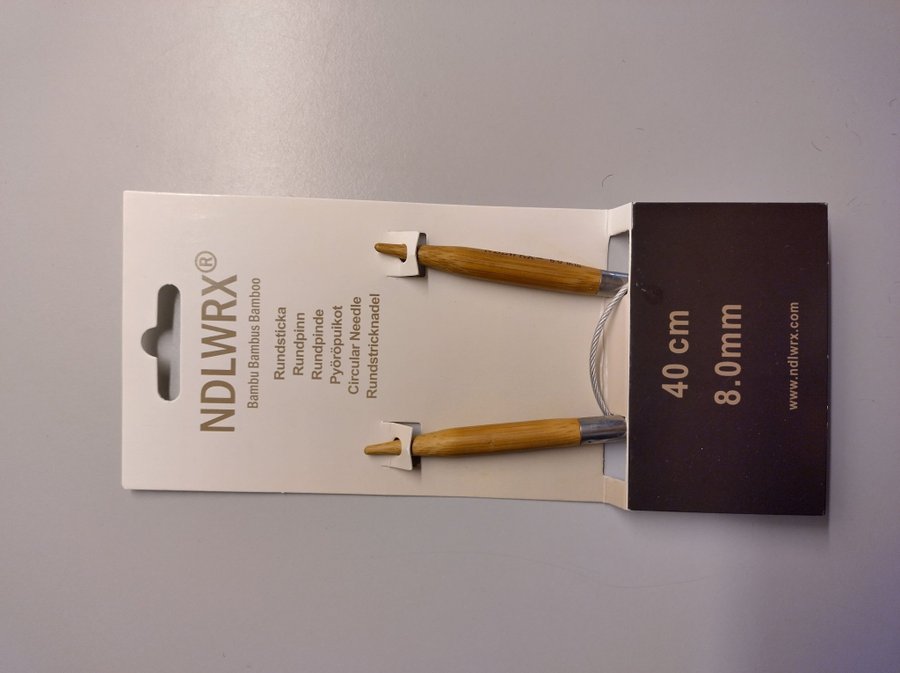 NDLWRX®
Bambu Bambus Bamboo
Rundsticka
Rundpinn
Rundpinde
Pyöröpuikot
Circular Needle
Rundstricknadel
40 cm
8.0mm
www.ndlwrx.com